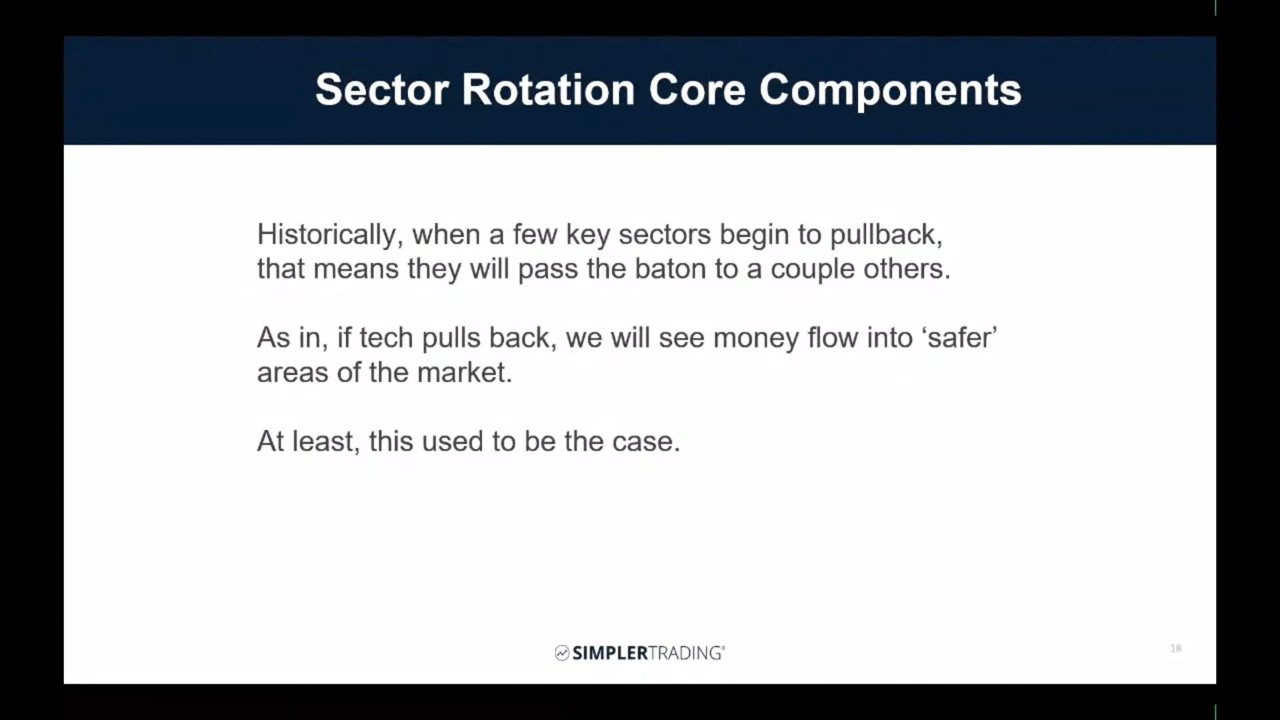 Sector Rotation Core Components
Historically, when a few key sectors begin to pullback,
that means they will pass the baton to a couple others.
As in, if tech pulls back, we will see money flow into ‘safer’
areas of the market.
At least, this used to be the case.
SIMPLERTRADING®
18